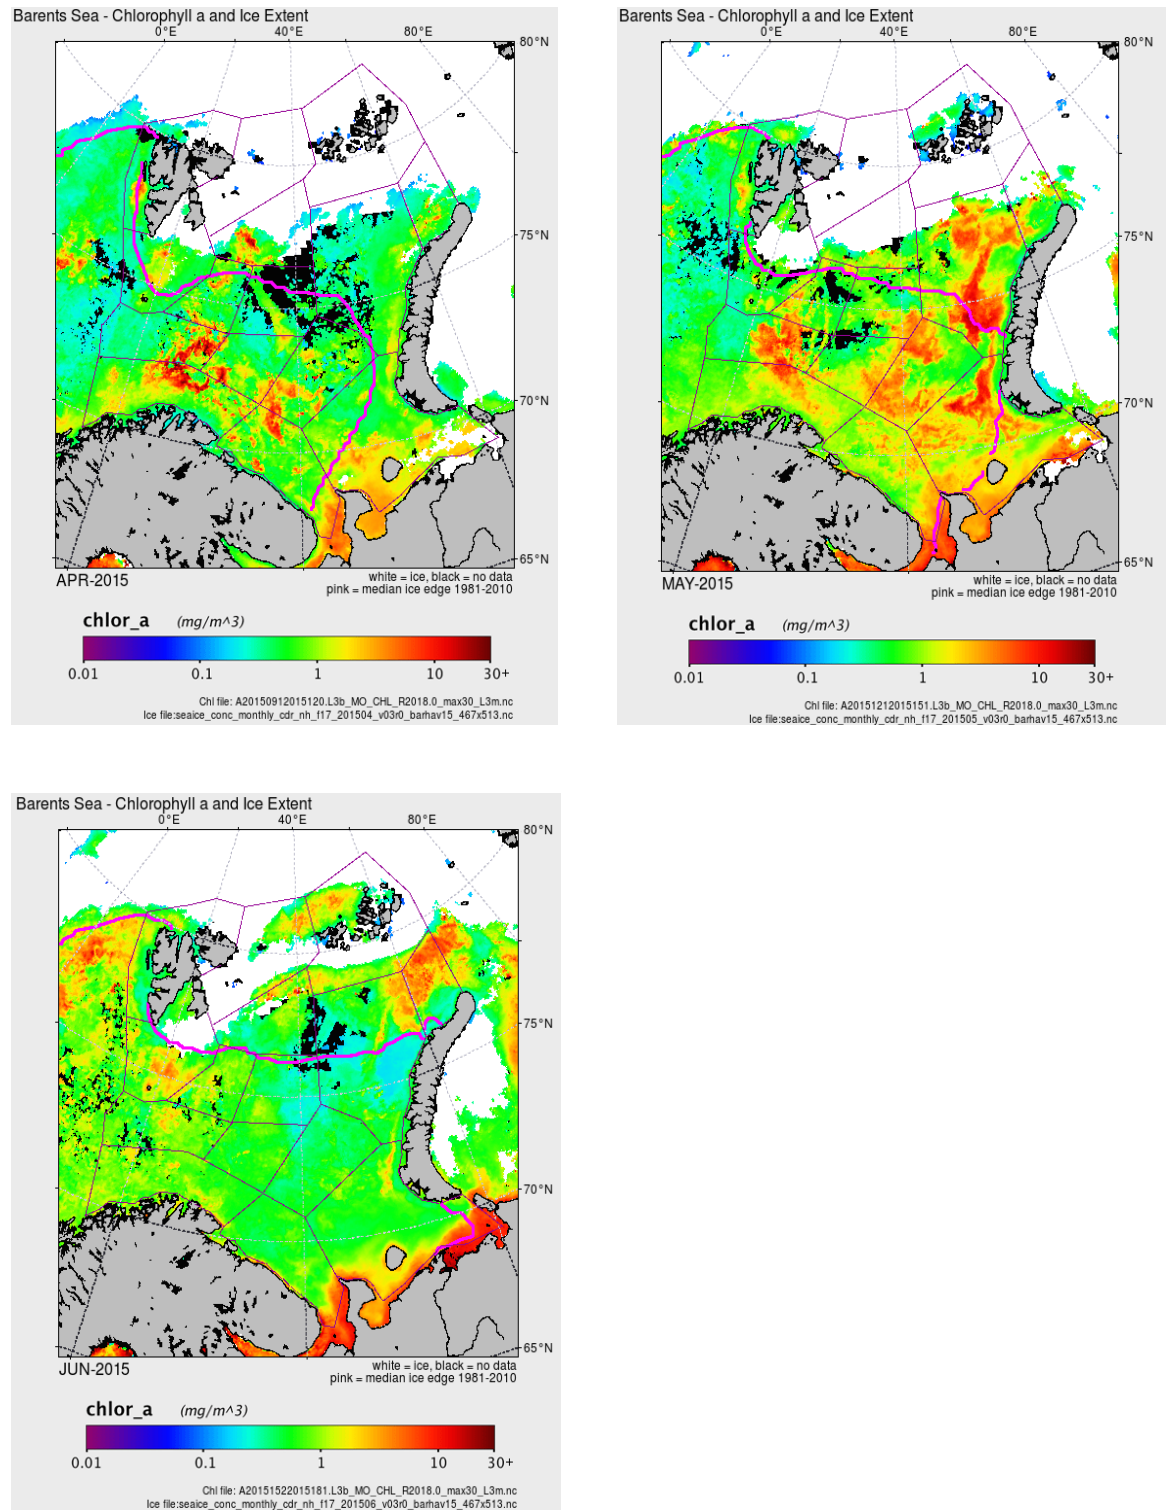 Barents Sea - Chlorophyll a and Ice Extent
0°E 40°E 80°E 80°N
75°N
70°N
65°N
APR-2015
white = ice, black = no data
pink = median ice edge 1981-2010
chlor_a (mg/m^3)
0.01 0.1 1 10 30+
Chl file: A20150912015120.L3b_MO_CHL_R2018.0_max30_L3m.nc
Ice file:seaice_conc_monthly_cdr_nh_f17_201504_v03r0_barhav15_467x513.nc
Barents Sea - Chlorophyll a and Ice Extent
0°E 40°E 80°E 80°N
75°N
70°N
65°N
MAY-2015
white = ice, black = no data
pink = median ice edge 1981-2010
chlor_a (mg/m^3)
0.01 0.1 1 10 30+
Chl file: A20151212015151.L3b_MO_CHL_R2018.0_max30_L3m.nc
Ice file:seaice_conc_monthly_cdr_nh_f17_201505_v03r0_barhav15_467x513.nc
Barents Sea - Chlorophyll a and Ice Extent
0°E 40°E 80°E 80°N
75°N
70°N
65°N
JUN-2015
white = ice, black = no data
pink = median ice edge 1981-2010
chlor_a (mg/m^3)
0.01 0.1 1 10 30+
Chl file: A20151522015181.L3b_MO_CHL_R2018.0_max30_L3m.nc
Ice file:seaice_conc_monthly_cdr_nh_f17_201506_v03r0_barhav15_467x513.nc